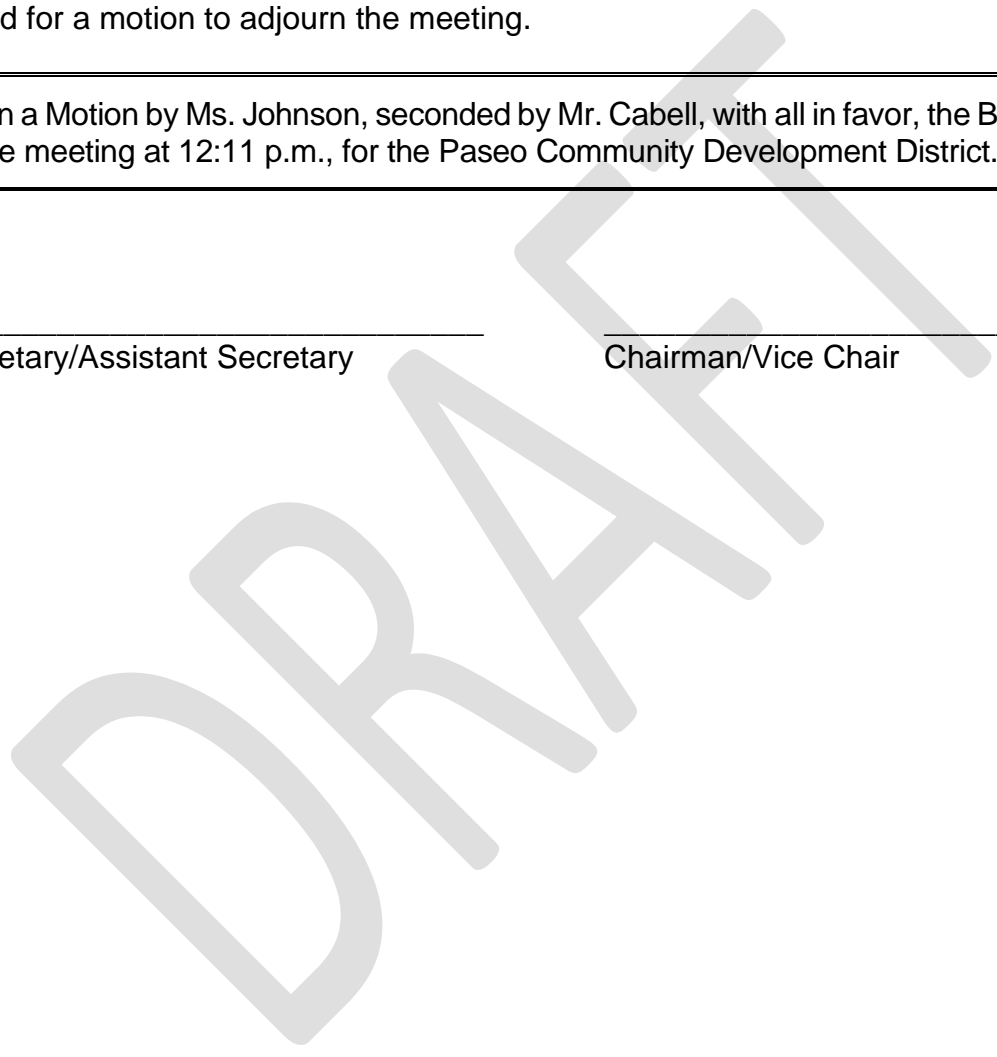 d for a motion to adjourn the meeting.
n a Motion by Ms. Johnson, seconded by Mr. Cabell, with all in favor, the B
e meeting at 12:11 p.m., for the Paseo Community Development District.
etary/Assistant Secretary Chairman/Vice Chair
DRAFT